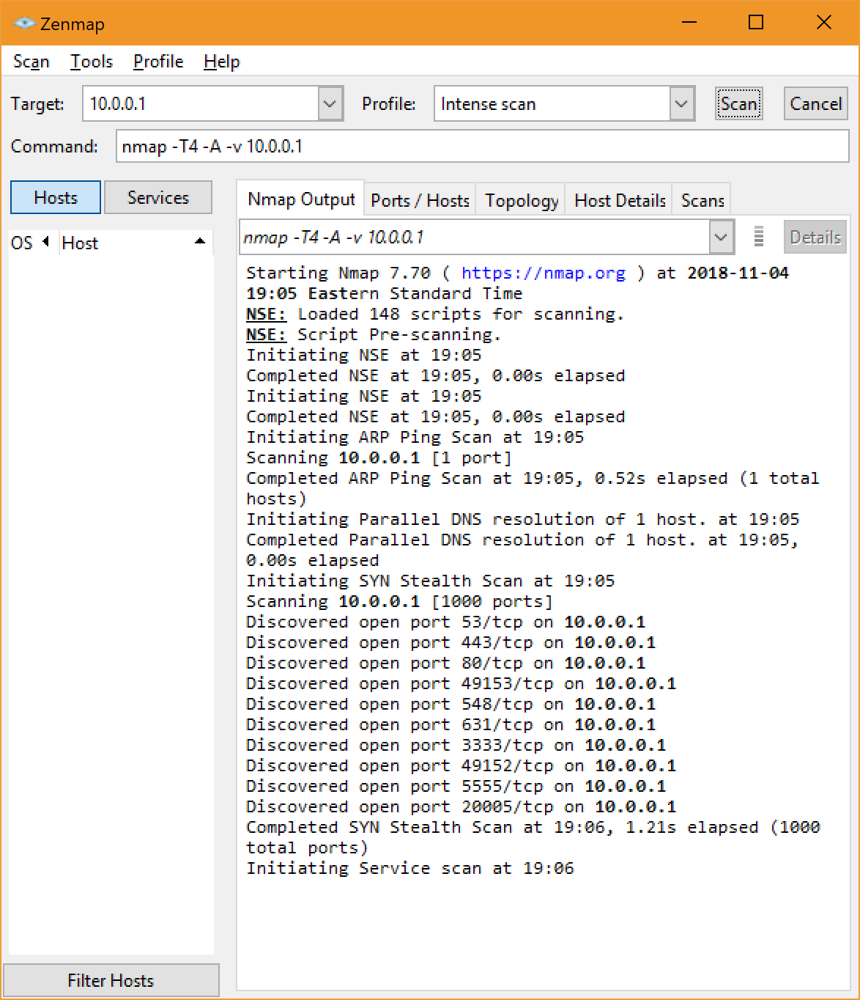 Zenmap
Scan Tools Profile Help
Target: 10.0.0.1 Profile: Intense scan Scan Cancel
Command: nmap -T4 -A -v 10.0.0.1
Hosts Services
Nmap Output Ports / Hosts Topology Host Details Scans
OS Host
nmap -T4 -A -v 10.0.0.1 Details
Starting Nmap 7.70 ( https://nmap.org ) at 2018-11-04
19:05 Eastern Standard Time
NSE: Loaded 148 scripts for scanning.
NSE: Script Pre-scanning.
Initiating NSE at 19:05
Completed NSE at 19:05, 0.00s elapsed
Initiating NSE at 19:05
Completed NSE at 19:05, 0.00s elapsed
Initiating ARP Ping Scan at 19:05
Scanning 10.0.0.1 [1 port]
Completed ARP Ping Scan at 19:05, 0.52s elapsed (1 total
hosts)
Initiating Parallel DNS resolution of 1 host. at 19:05
Completed Parallel DNS resolution of 1 host. at 19:05,
0.00s elapsed
Initiating SYN Stealth Scan at 19:05
Scanning 10.0.0.1 [1000 ports]
Discovered open port 53/tcp on 10.0.0.1
Discovered open port 443/tcp on 10.0.0.1
Discovered open port 80/tcp on 10.0.0.1
Discovered open port 49153/tcp on 10.0.0.1
Discovered open port 548/tcp on 10.0.0.1
Discovered open port 631/tcp on 10.0.0.1
Discovered open port 3333/tcp on 10.0.0.1
Discovered open port 49152/tcp on 10.0.0.1
Discovered open port 5555/tcp on 10.0.0.1
Discovered open port 20005/tcp on 10.0.0.1
Completed SYN Stealth Scan at 19:06, 1.21s elapsed (1000
total ports)
Initiating Service scan at 19:06
Filter Hosts